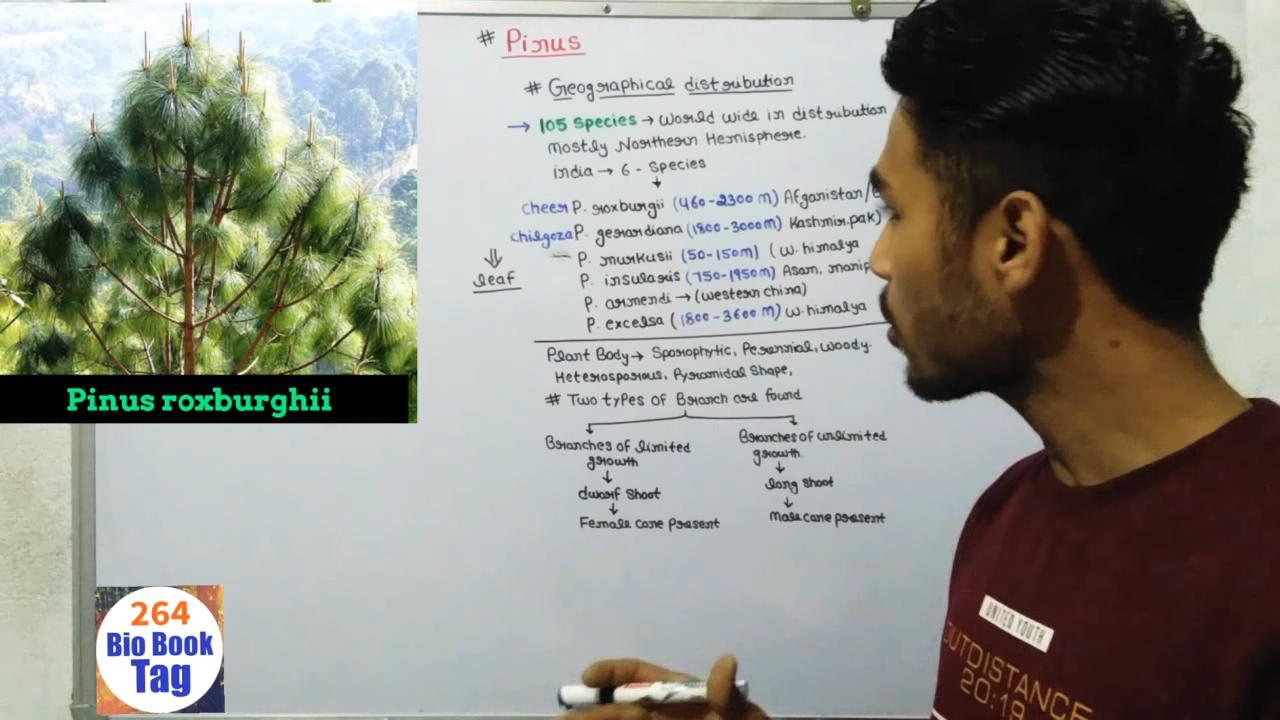 # Pinus
# Geographical distribution
→ 105 Species → World wide in distribution
mostly Northern Hemisphere.
india → 6 - Species
↓
cheer P. roxburgii (460-2300 m) Afganistan/
chilgoza P. gerardiana (1800-3000m) Kashmir.pak)
⇓ P. murkusii (50-150m) (w. himalya
leaf P. insularis (750-1950m) Asam, manip
P. armendi → (western china)
P. excelsa (1800-3600m) w. himalya
Plant Body → Sporophytic, Perennial, woody.
Heterosporous, Pyramidal Shape,
# Two types of Branch are found
Branches of limited growth
↓
dwarf shoot
↓
Female cone Present
Branches of unlimited growth.
↓
long shoot
↓
Male cone present
Pinus roxburghii
264
Bio Book
Tag
UNITED YOUTH
OUTDISTANCE
20:19